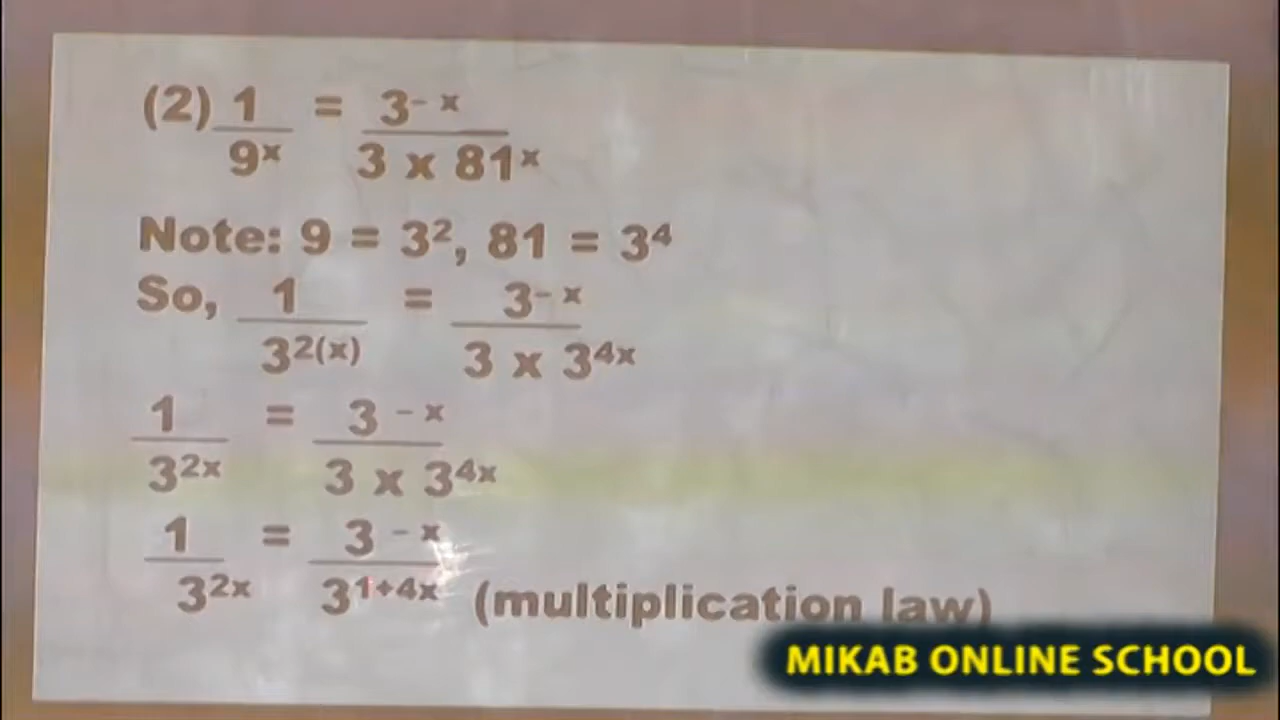 (2) 1 = 3⁻ ˣ
9ˣ 3 x 81ˣ
Note: 9 = 3², 81 = 3⁴
So, 1 = 3⁻ ˣ
3²⁽ˣ⁾ 3 x 3⁴ˣ
1 = 3 ⁻ ˣ
3²ˣ 3 x 3⁴ˣ
1 = 3 ⁻ ˣ
3²ˣ 3¹⁺⁴ˣ (multiplication law)
MIKAB ONLINE SCHOOL